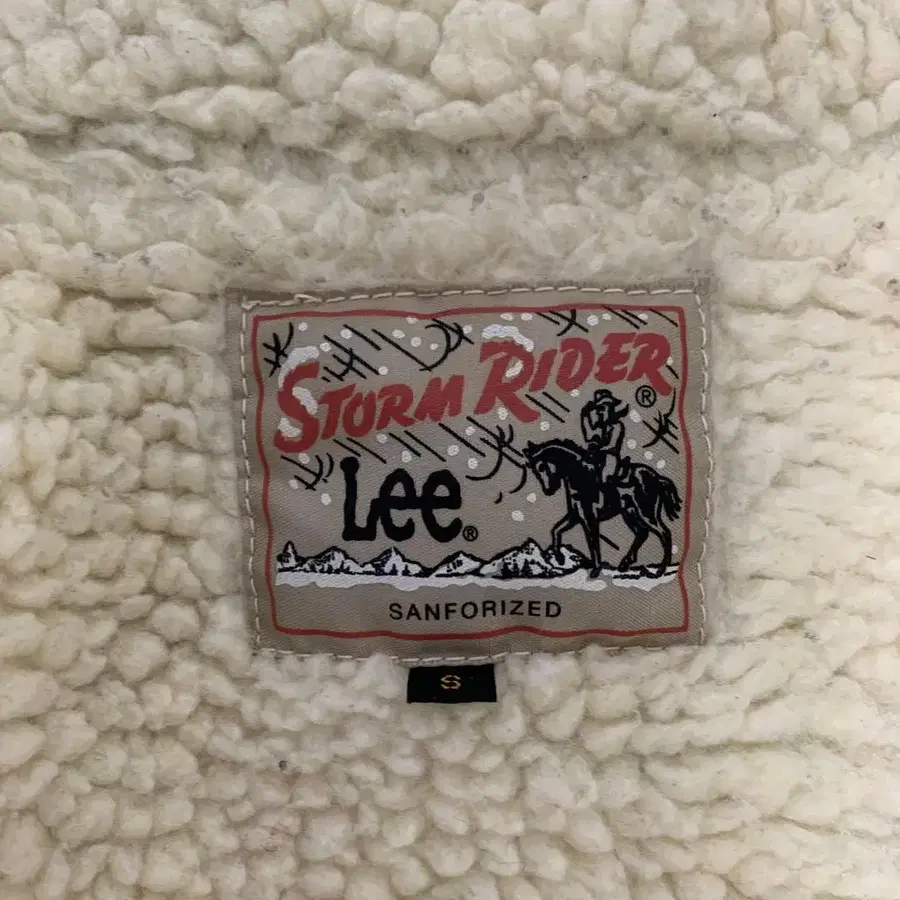 STORM RIDER®
Lee®
SANFORIZED
S